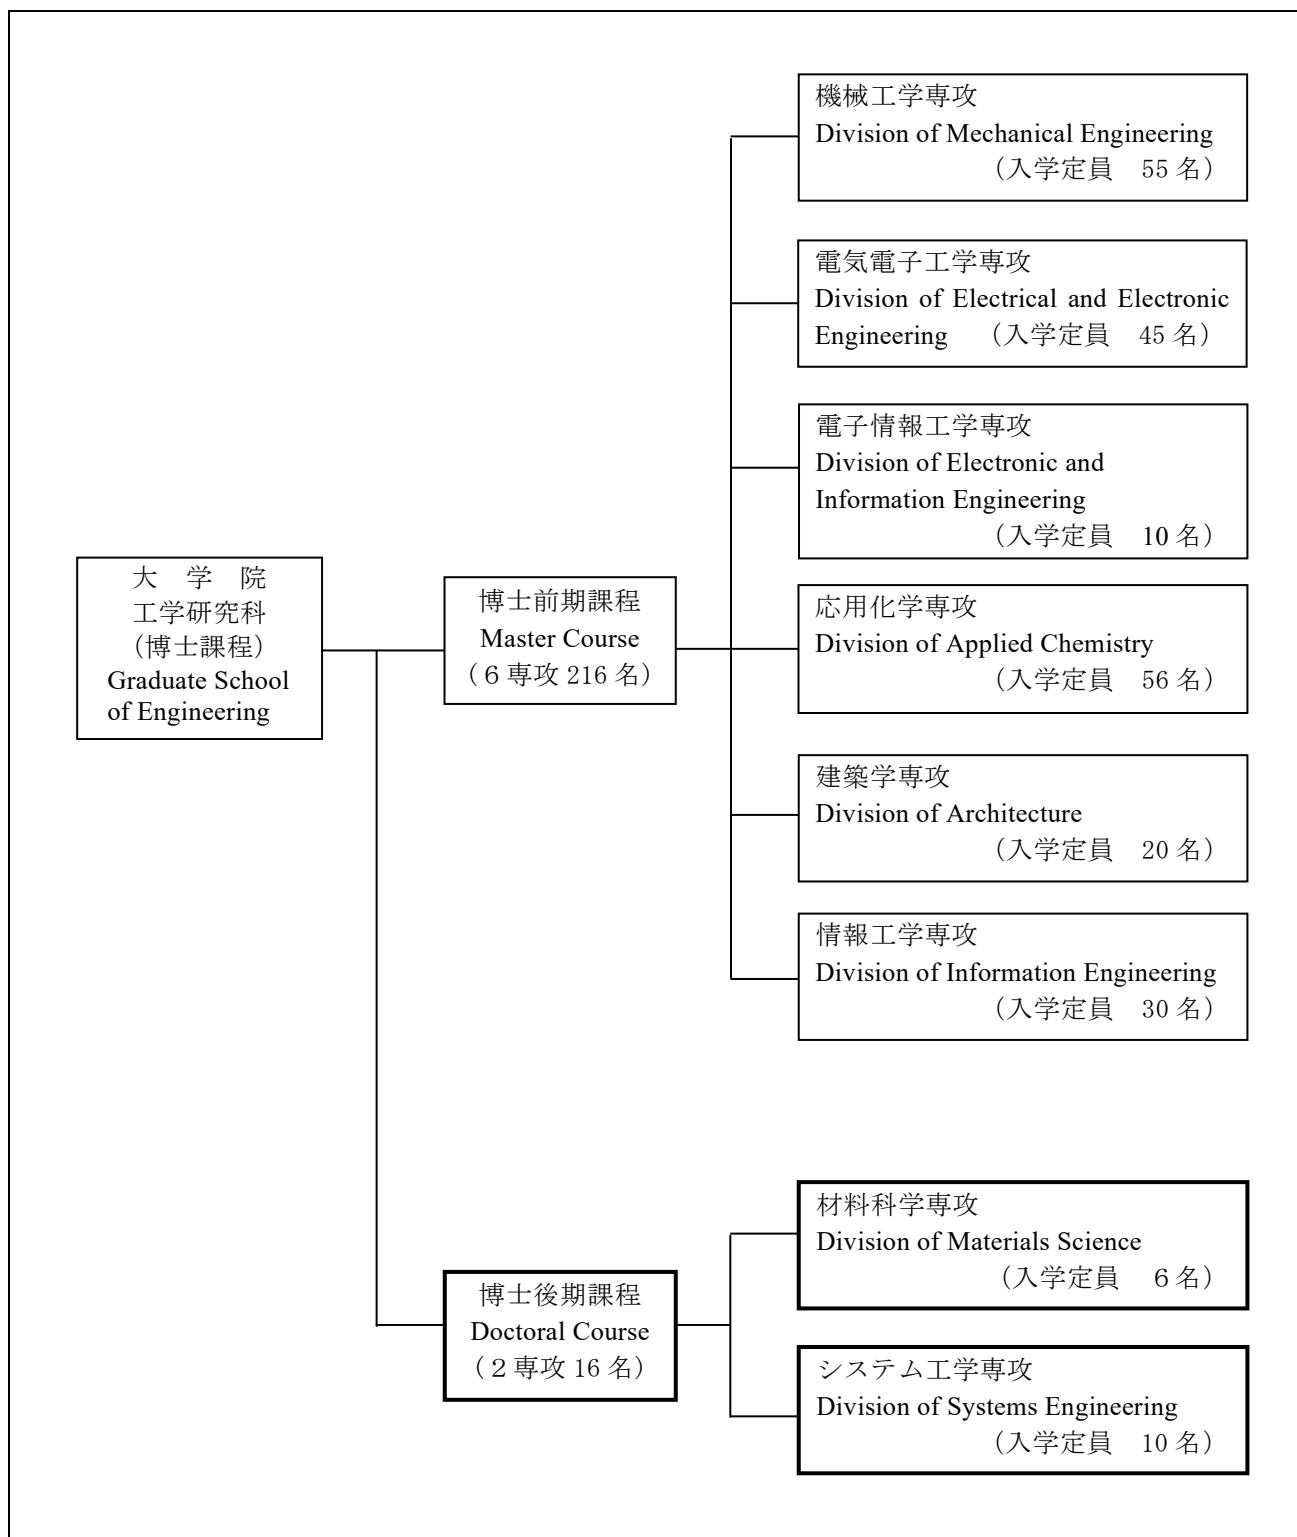 大　学　院
工学研究科
（博士課程）
Graduate School
of Engineering
博士前期課程
Master Course
（６専攻 216 名）
機械工学専攻
Division of Mechanical Engineering
（入学定員　55 名）
電気電子工学専攻
Division of Electrical and Electronic
Engineering　（入学定員　45 名）
電子情報工学専攻
Division of Electronic and
Information Engineering
（入学定員　10 名）
応用化学専攻
Division of Applied Chemistry
（入学定員　56 名）
建築学専攻
Division of Architecture
（入学定員　20 名）
情報工学専攻
Division of Information Engineering
（入学定員　30 名）
博士後期課程
Doctoral Course
（２専攻 16 名）
材料科学専攻
Division of Materials Science
（入学定員　６名）
システム工学専攻
Division of Systems Engineering
（入学定員　10 名）